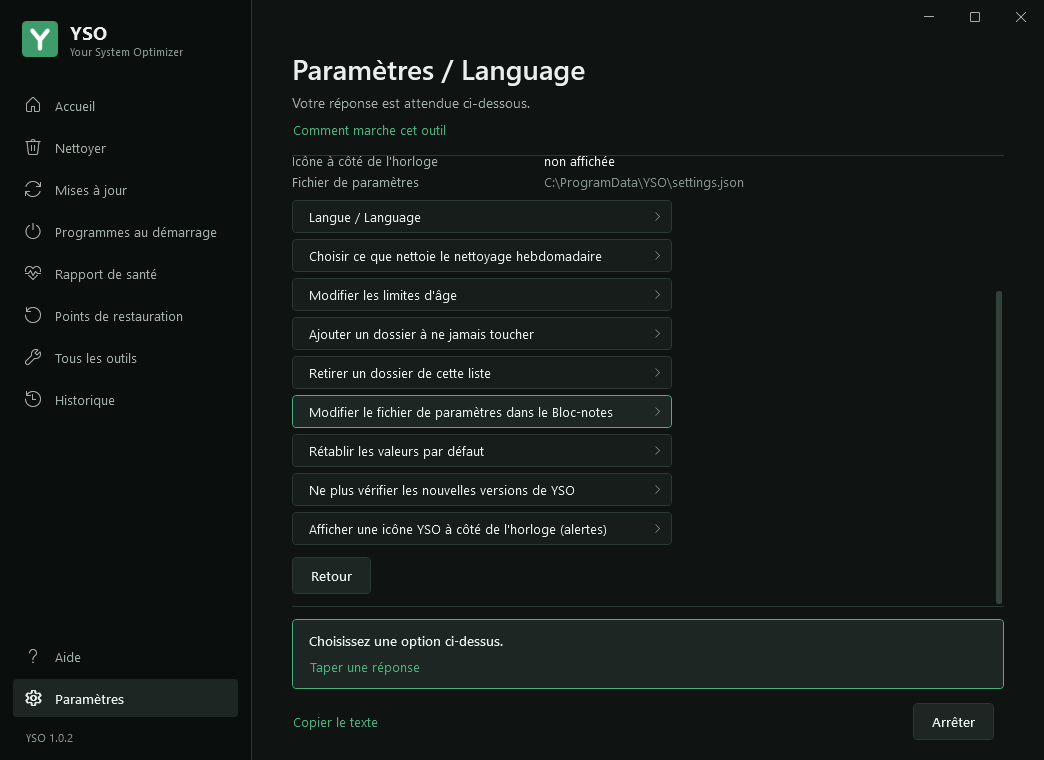 YSO
Your System Optimizer
Accueil
Nettoyer
Mises à jour
Programmes au démarrage
Rapport de santé
Points de restauration
Tous les outils
Historique
Aide
Paramètres
YSO 1.0.2
Paramètres / Language
Votre réponse est attendue ci-dessous.
Comment marche cet outil
Icône à côté de l'horloge non affichée
Fichier de paramètres C:\ProgramData\YSO\settings.json
Langue / Language
Choisir ce que nettoie le nettoyage hebdomadaire
Modifier les limites d'âge
Ajouter un dossier à ne jamais toucher
Retirer un dossier de cette liste
Modifier le fichier de paramètres dans le Bloc-notes
Rétablir les valeurs par défaut
Ne plus vérifier les nouvelles versions de YSO
Afficher une icône YSO à côté de l'horloge (alertes)
Retour
Choisissez une option ci-dessus.
Taper une réponse
Copier le texte
Arrêter